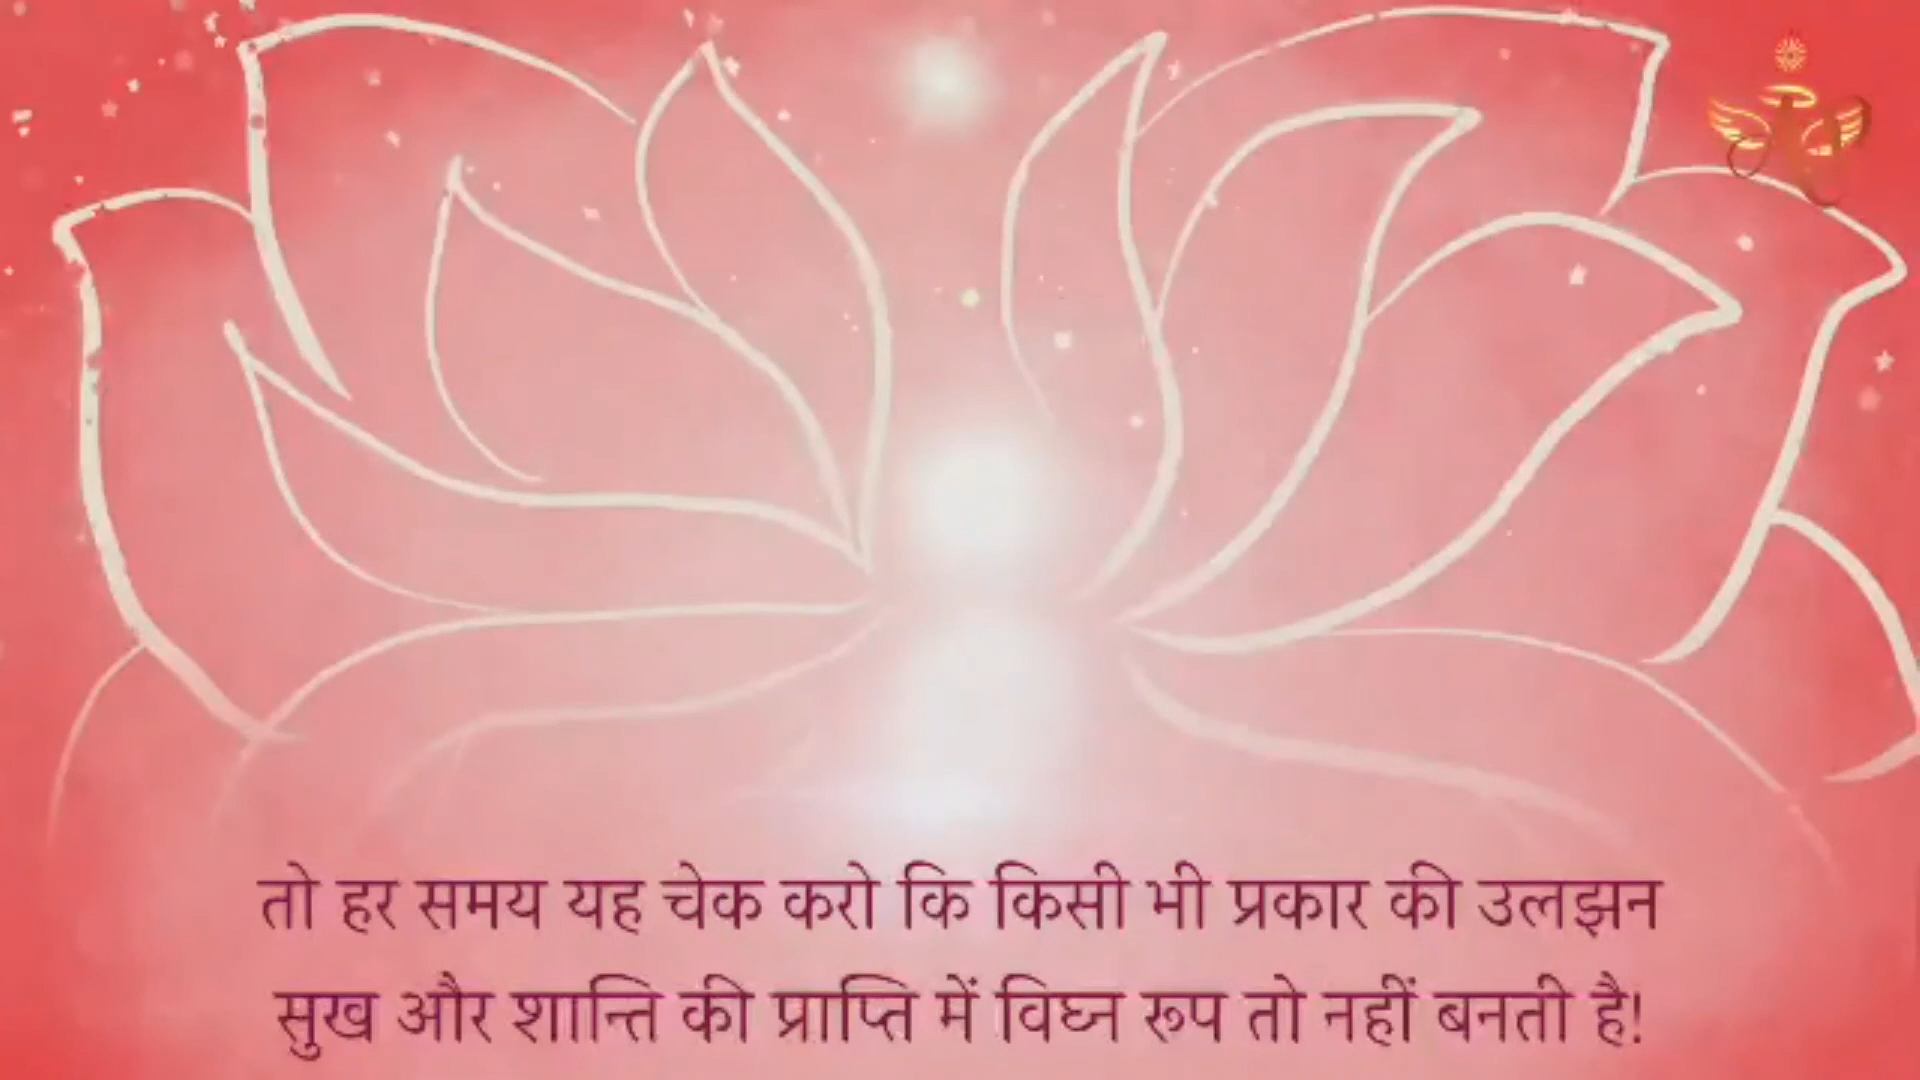 तो हर समय यह चेक करो कि किसी भी प्रकार की उलझन
सुख और शान्ति की प्राप्ति में विघ्न रूप तो नहीं बनती है!